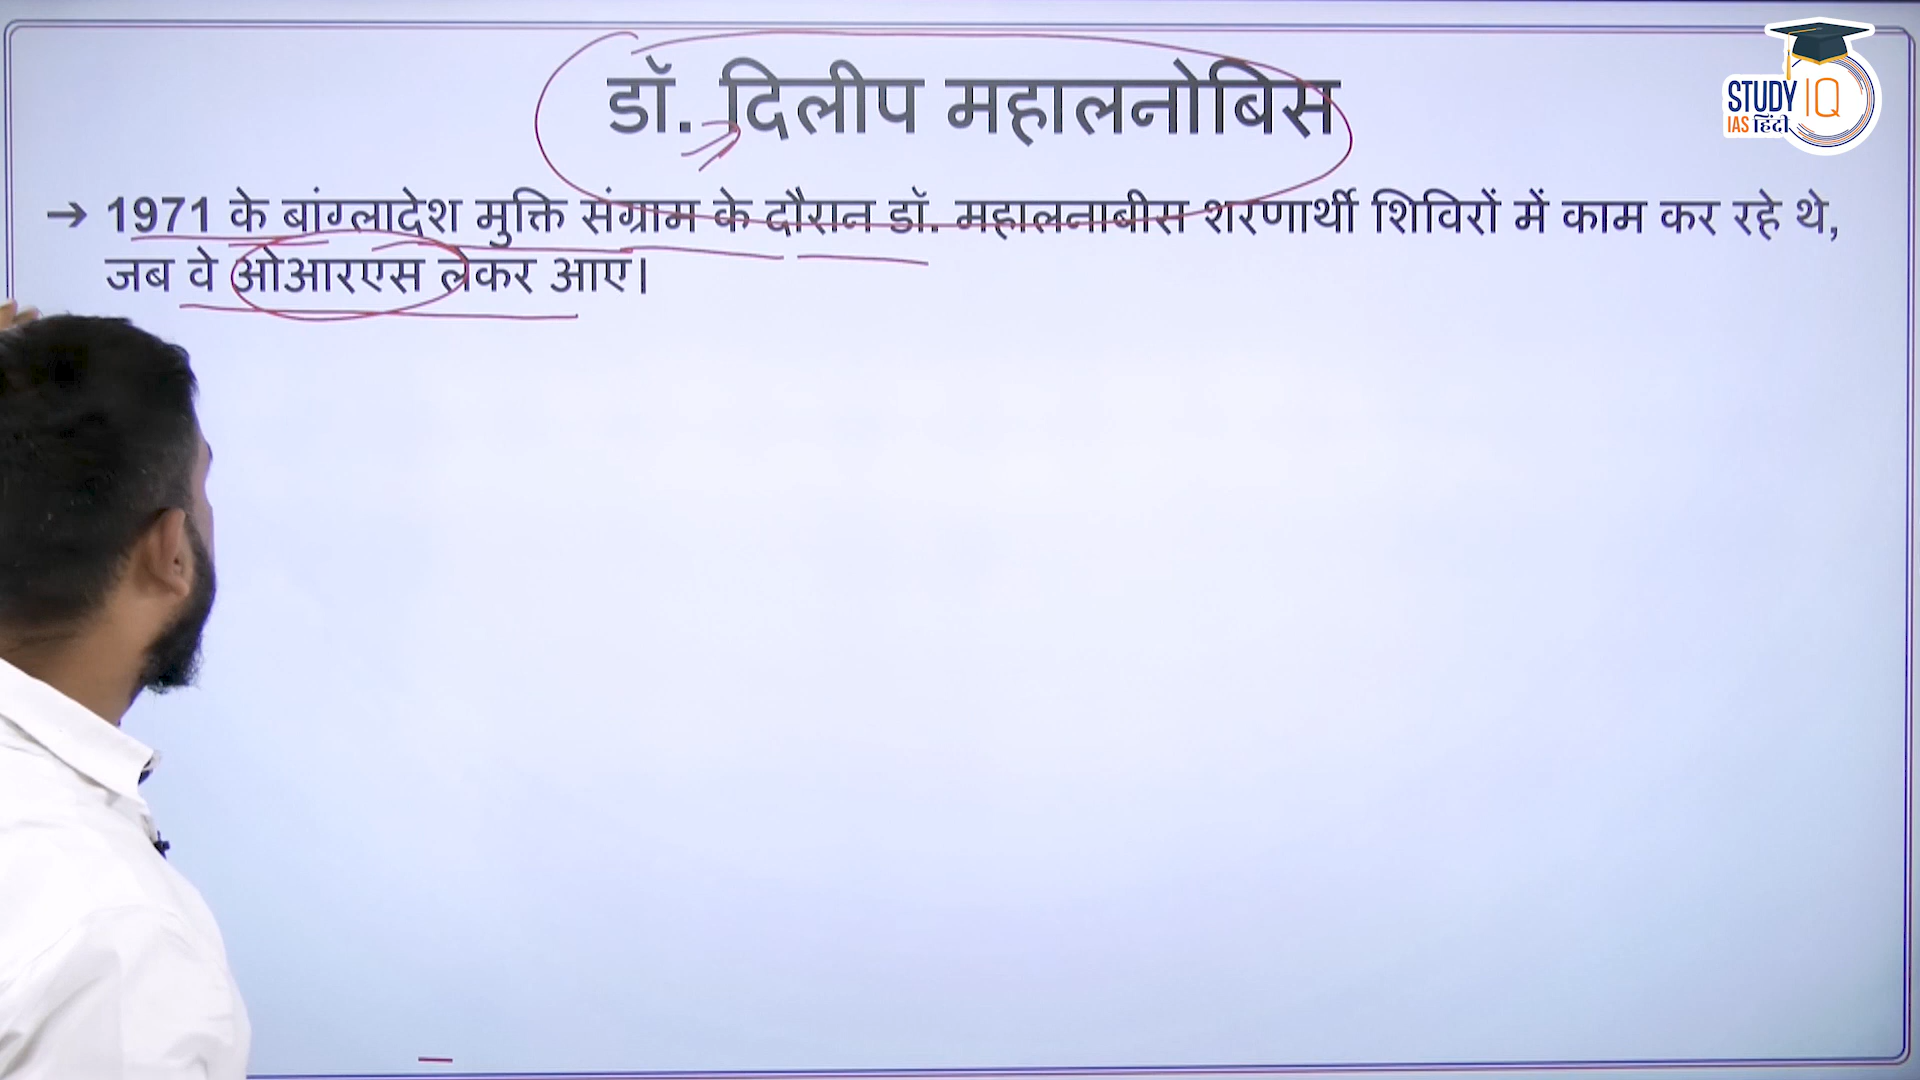 डॉ. दिलीप महालनोबिस
STUDY IQ
IAS हिंदी
➔ 1971 के बांग्लादेश मुक्ति संग्राम के दौरान डॉ. महालनाबीस शरणार्थी शिविरों में काम कर रहे थे,
जब वे ओआरएस लेकर आए।